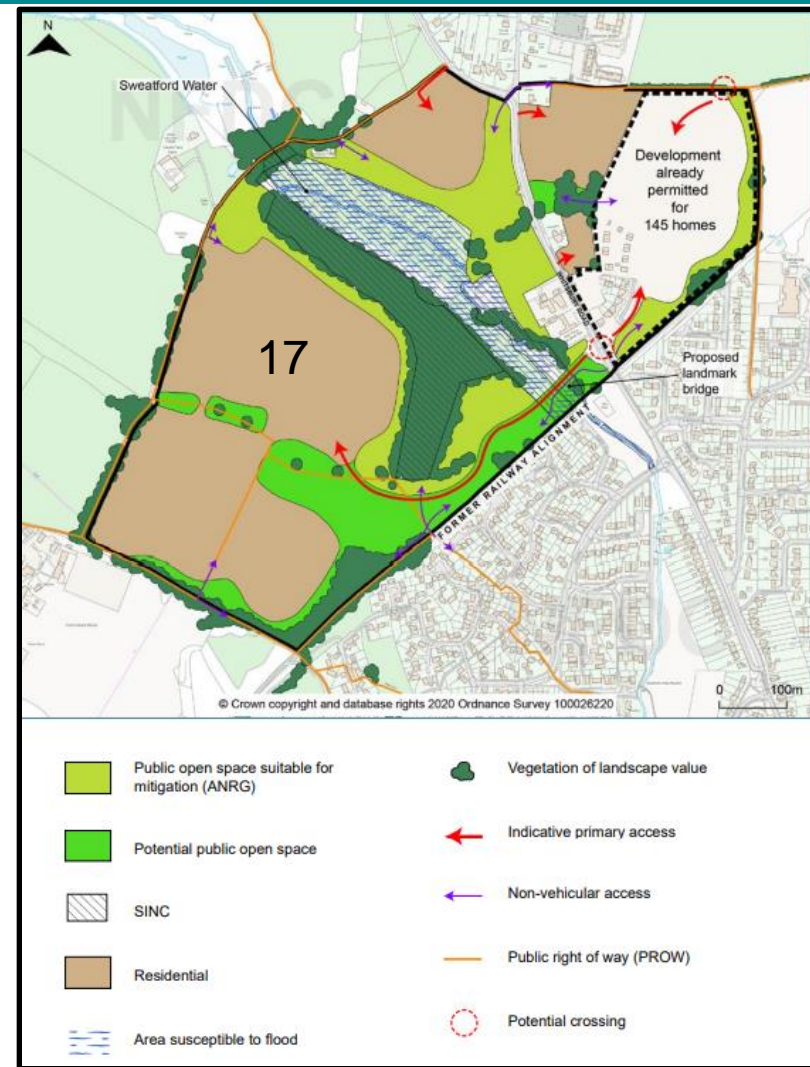 N
Sweatford Water
NFDC
Development
already
permitted
for
145 homes
WHITSBURY ROAD
17
Proposed
landmark
bridge
FORMER RAILWAY ALIGNMENT
© Crown copyright and database rights 2020 Ordnance Survey 100026220
0 100m
Public open space suitable for
mitigation (ANRG)
Vegetation of landscape value
Potential public open space
Indicative primary access
SINC
Non-vehicular access
Residential
Public right of way (PROW)
Area susceptible to flood
Potential crossing